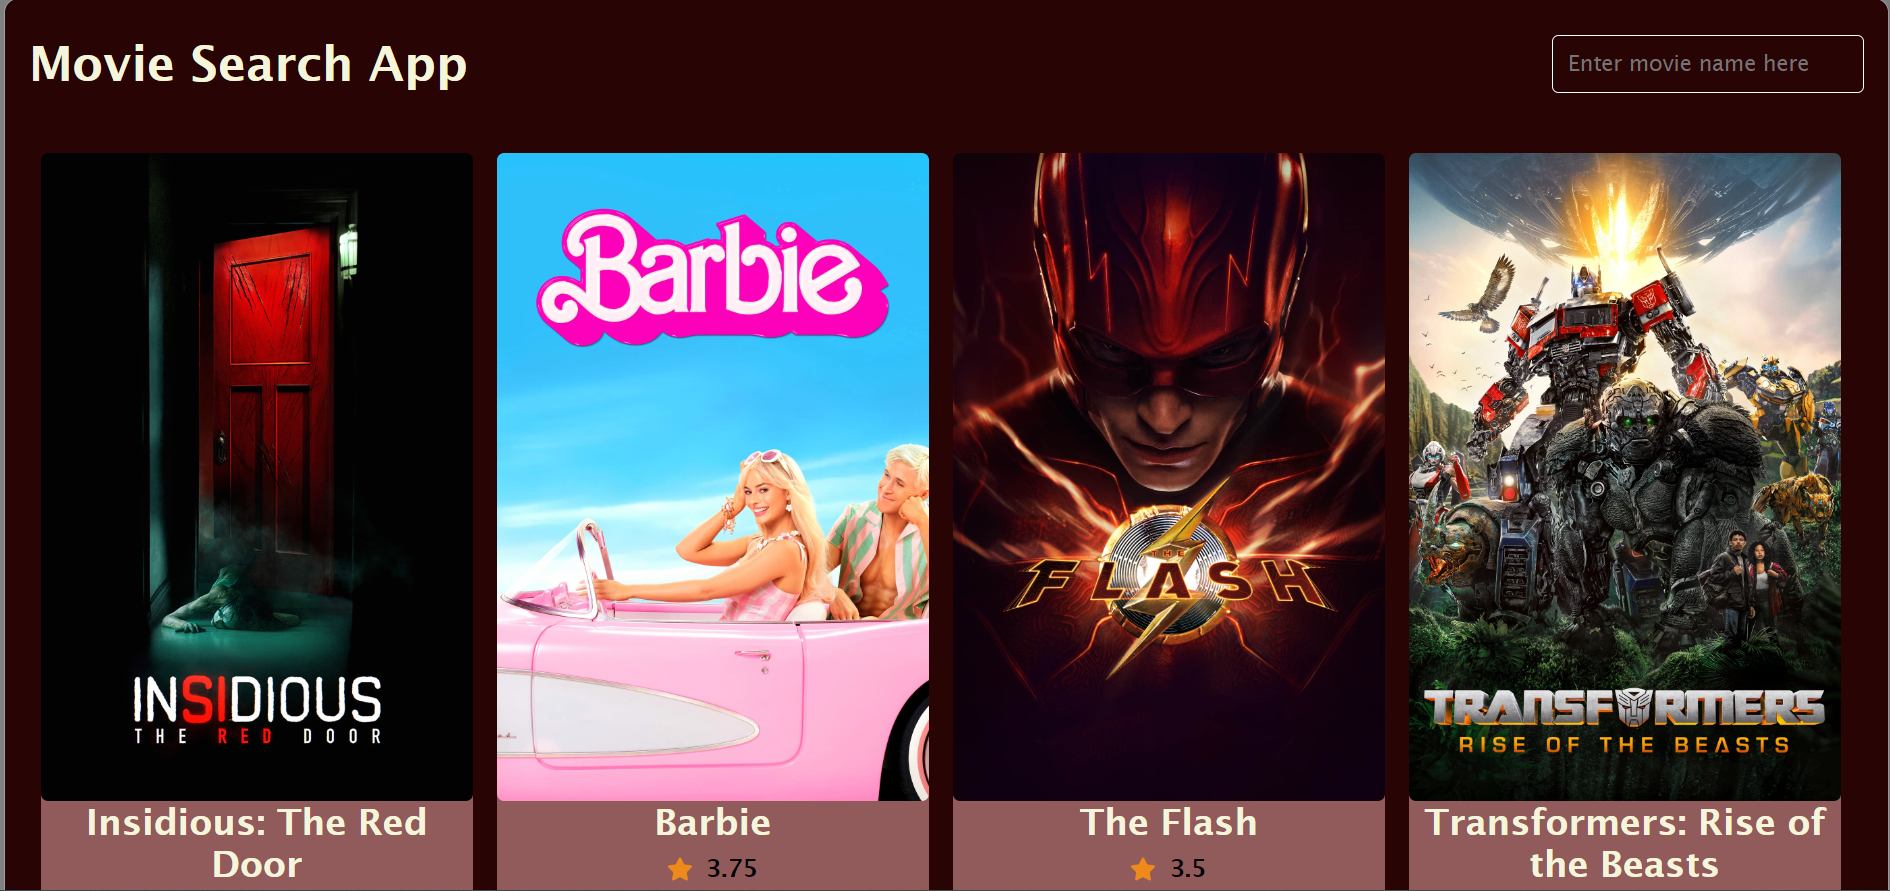 Movie Search App
Enter movie name here
INSIDIOUS
THE RED DOOR
Barbie
THE
FLASH
TRANSFORMERS
RISE OF THE BEASTS
Insidious: The Red
Door
Barbie
3.75
The Flash
3.5
Transformers: Rise of
the Beasts